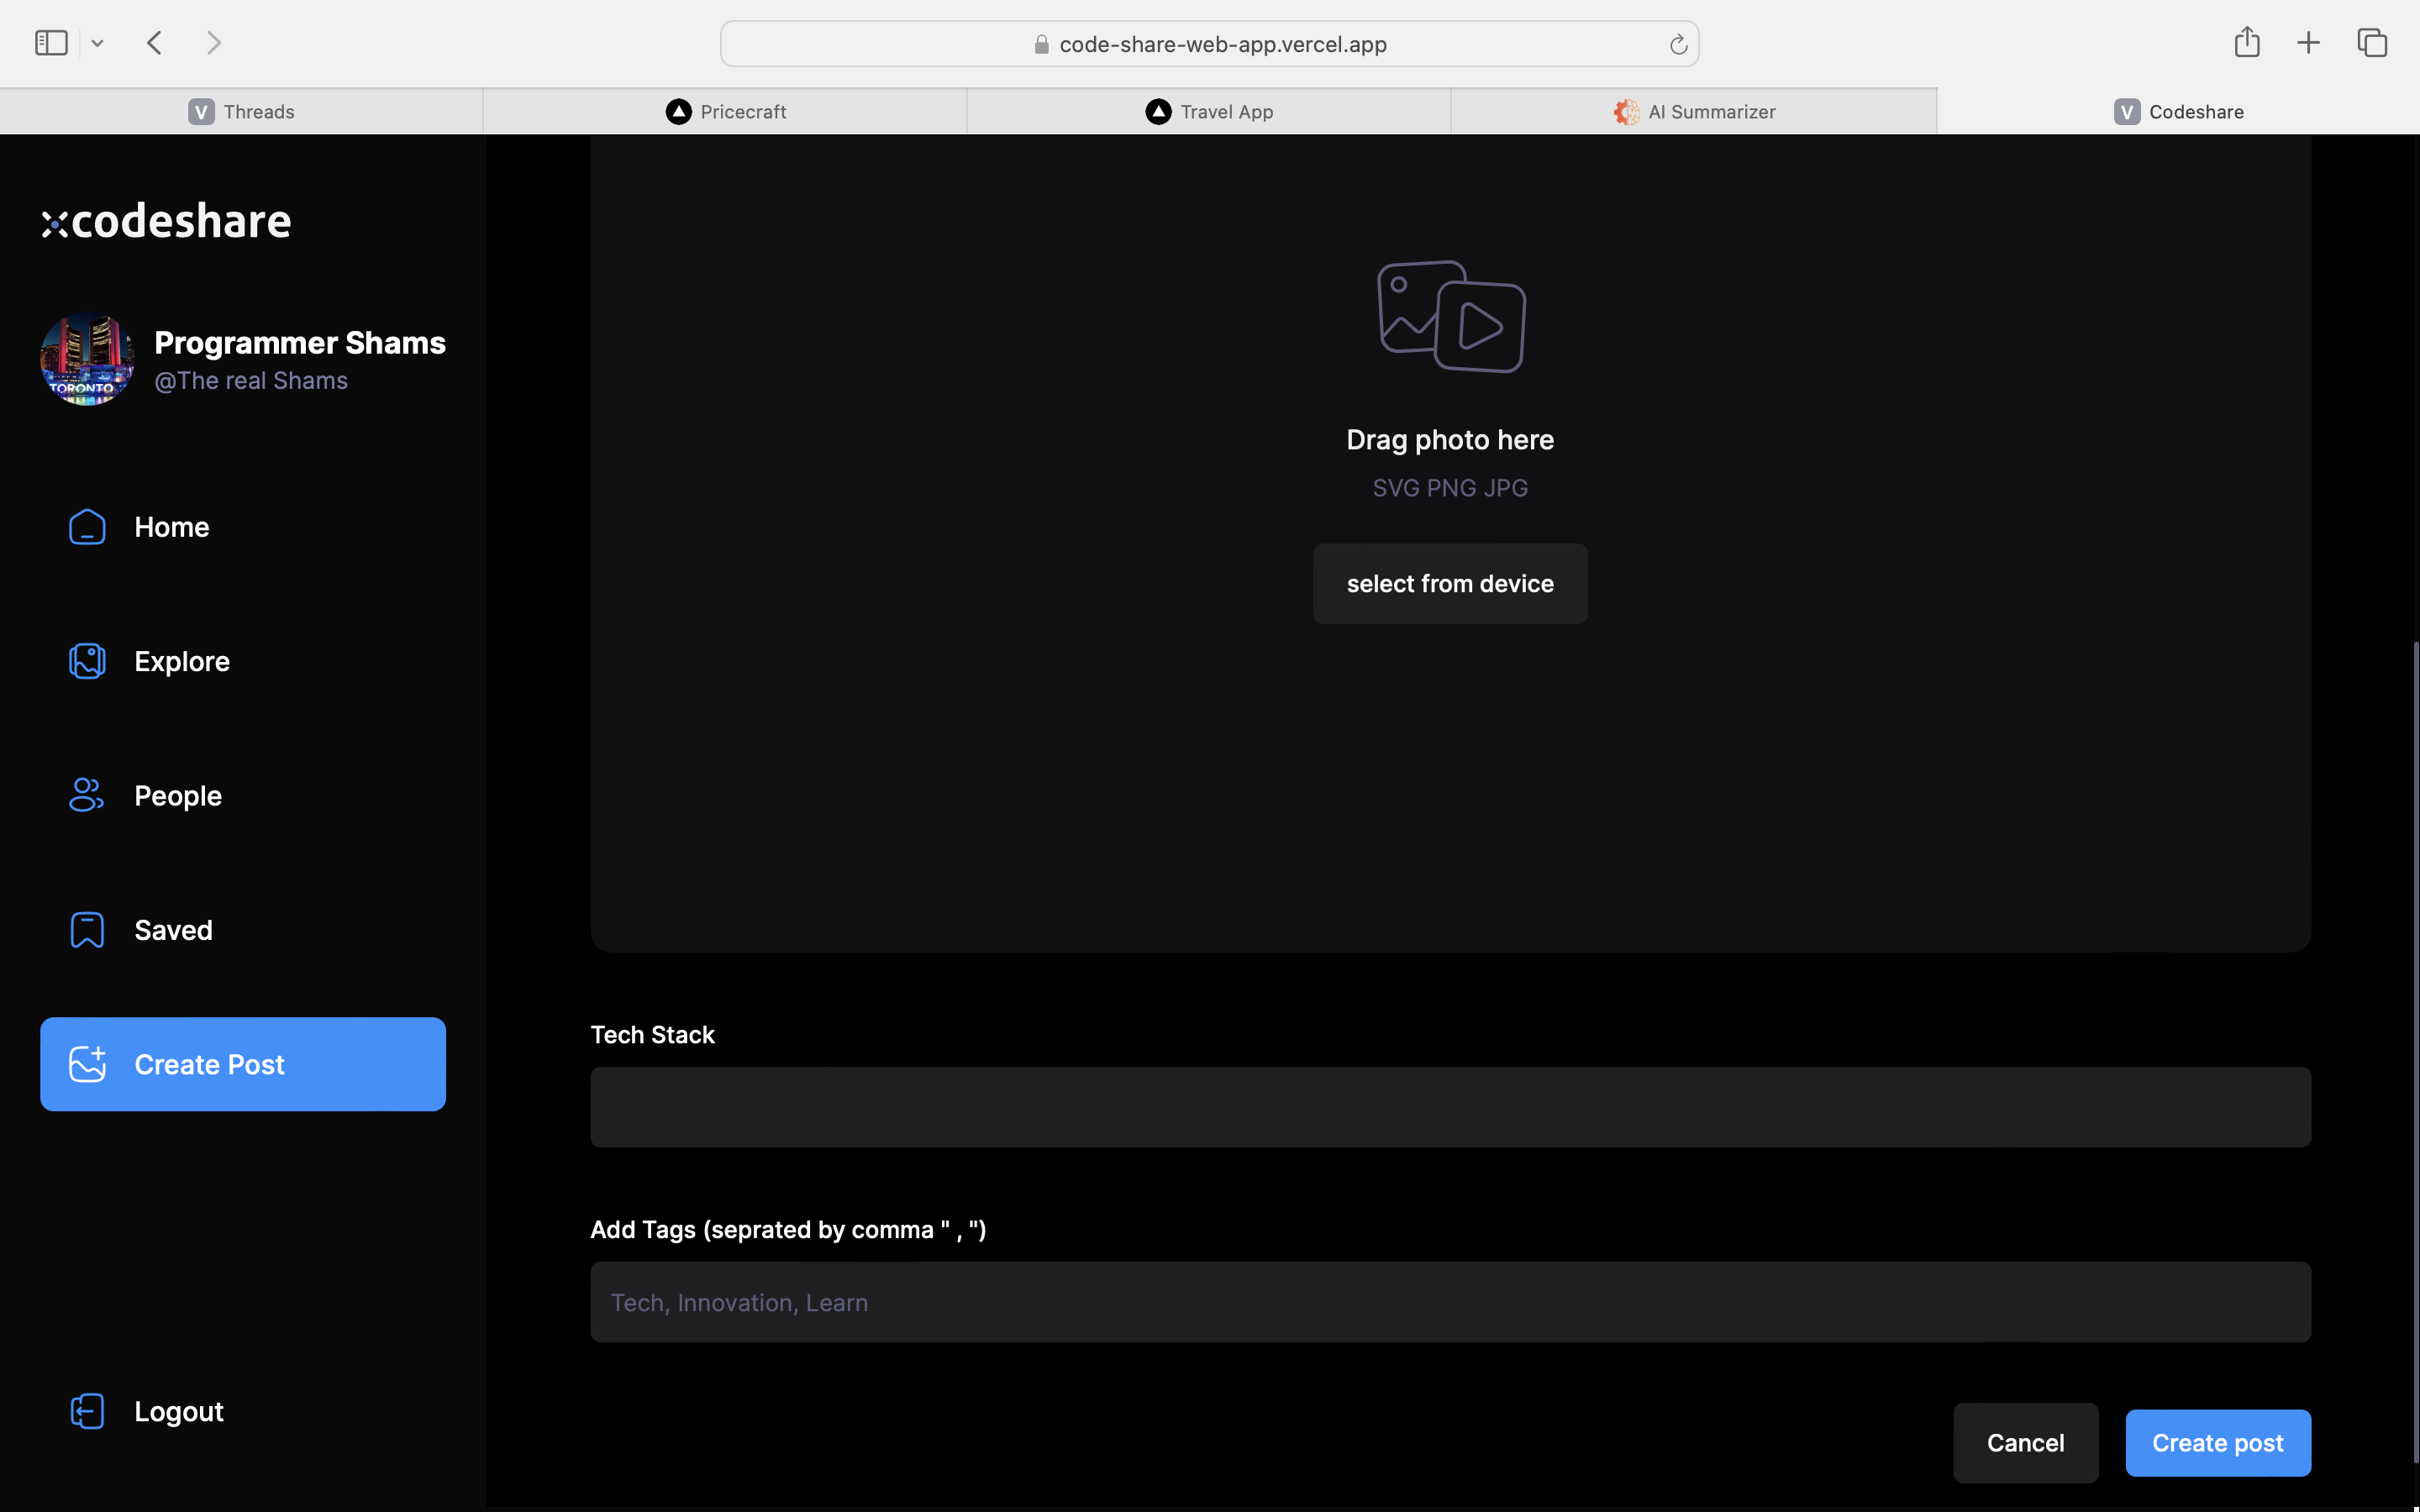 code-share-web-app.vercel.app
V Threads
Pricecraft
Travel App
AI Summarizer
V Codeshare
codeshare
Programmer Shams
@The real Shams
TORONTO
Home
Explore
People
Saved
Create Post
Logout
Drag photo here
SVG PNG JPG
select from device
Tech Stack
Add Tags (seprated by comma " , ")
Tech, Innovation, Learn
Cancel
Create post